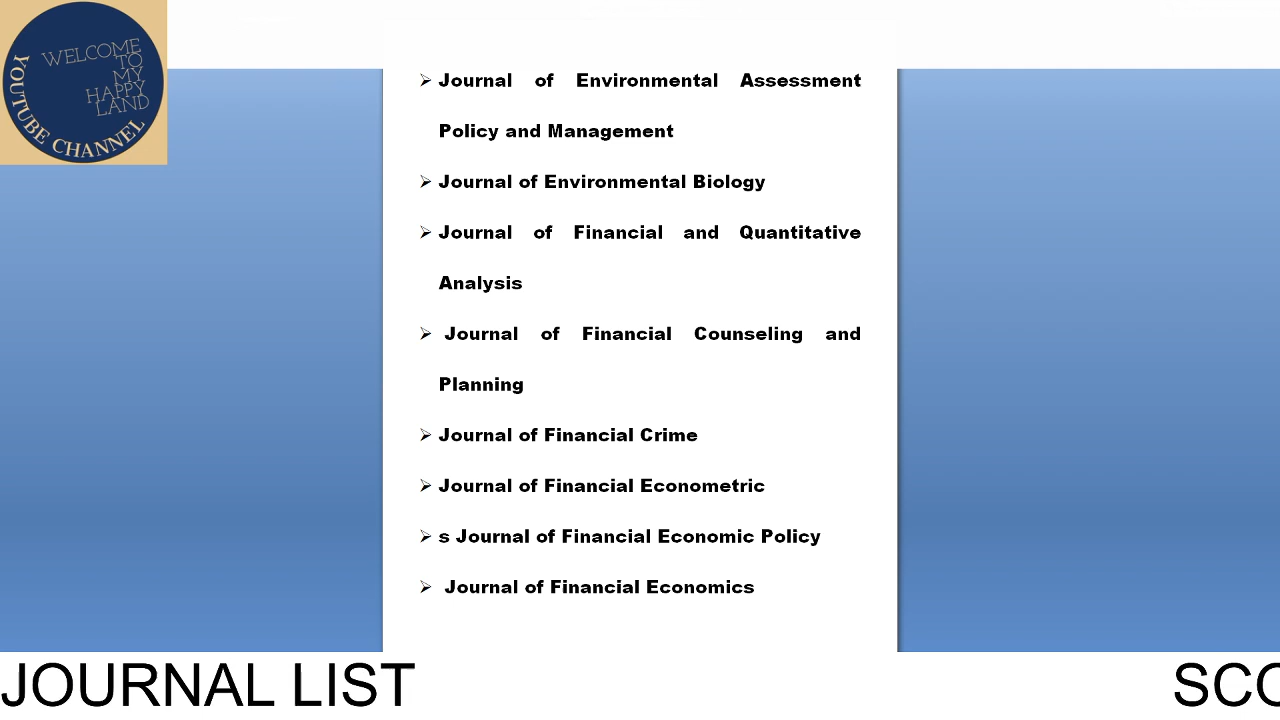 WELCOME
TO
MY
HAPPY
LAND
YOUTUBE CHANNEL
➢ Journal of Environmental Assessment
Policy and Management
➢ Journal of Environmental Biology
➢ Journal of Financial and Quantitative
Analysis
➢ Journal of Financial Counseling and
Planning
➢ Journal of Financial Crime
➢ Journal of Financial Econometric
➢ s Journal of Financial Economic Policy
➢ Journal of Financial Economics
JOURNAL LIST